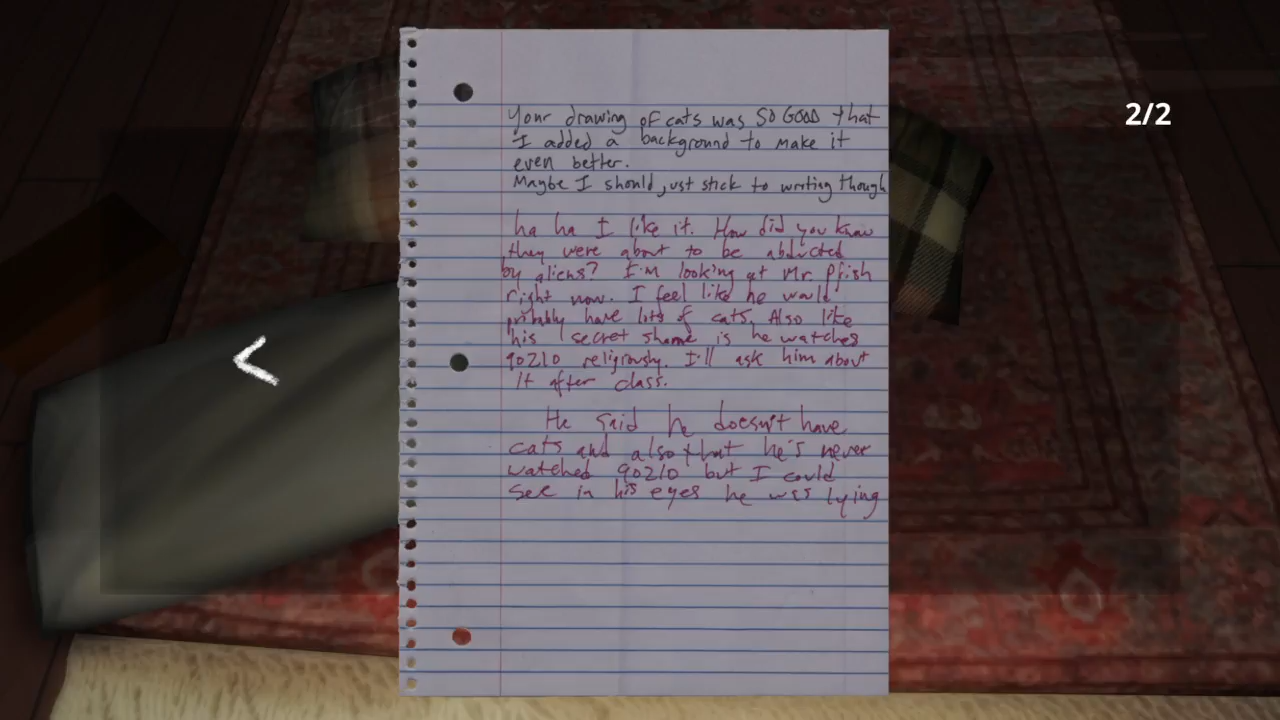 2/2
Your drawing of cats was SO GOOD that
I added a background to make it
even better.
Maybe I should just stick to writing though
ha ha I like it. How did you know
they were about to be abducted
by aliens? I'm looking at Mr. Pfish
right now. I feel like he would
probably have lots of cats. Also like
his secret shame is he watches
90210 religiously. I'll ask him about
it after class.
He said he doesn't have
cats and also that he's never
watched 90210 but I could
see in his eyes he was lying